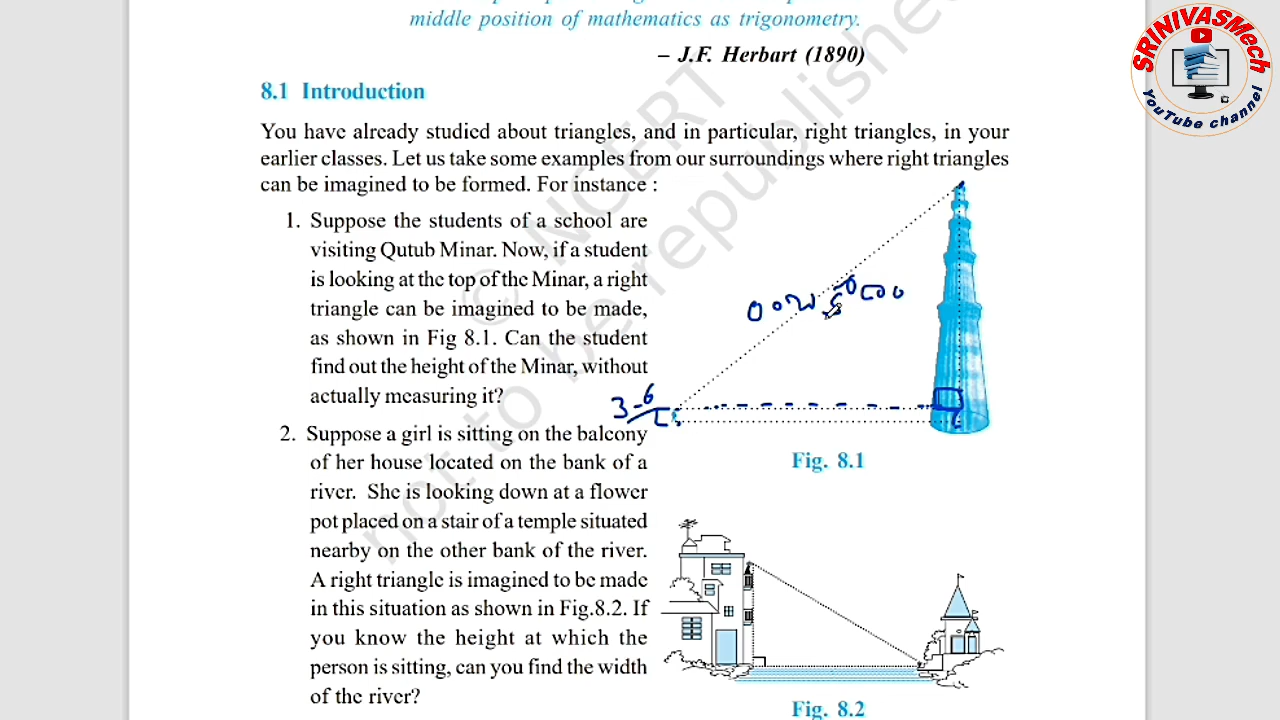 middle position of mathematics as trigonometry.
– J.F. Herbart (1890)
8.1 Introduction
You have already studied about triangles, and in particular, right triangles, in your
earlier classes. Let us take some examples from our surroundings where right triangles
can be imagined to be formed. For instance :
1. Suppose the students of a school are
visiting Qutub Minar. Now, if a student
is looking at the top of the Minar, a right
triangle can be imagined to be made,
as shown in Fig 8.1. Can the student
find out the height of the Minar, without
actually measuring it?
Fig. 8.1
2. Suppose a girl is sitting on the balcony
of her house located on the bank of a
river. She is looking down at a flower
pot placed on a stair of a temple situated
nearby on the other bank of the river.
A right triangle is imagined to be made
in this situation as shown in Fig.8.2. If
you know the height at which the
person is sitting, can you find the width
of the river?
Fig. 8.2
© NCERT
not to be republished
SRINIVASMech
YouTube channel